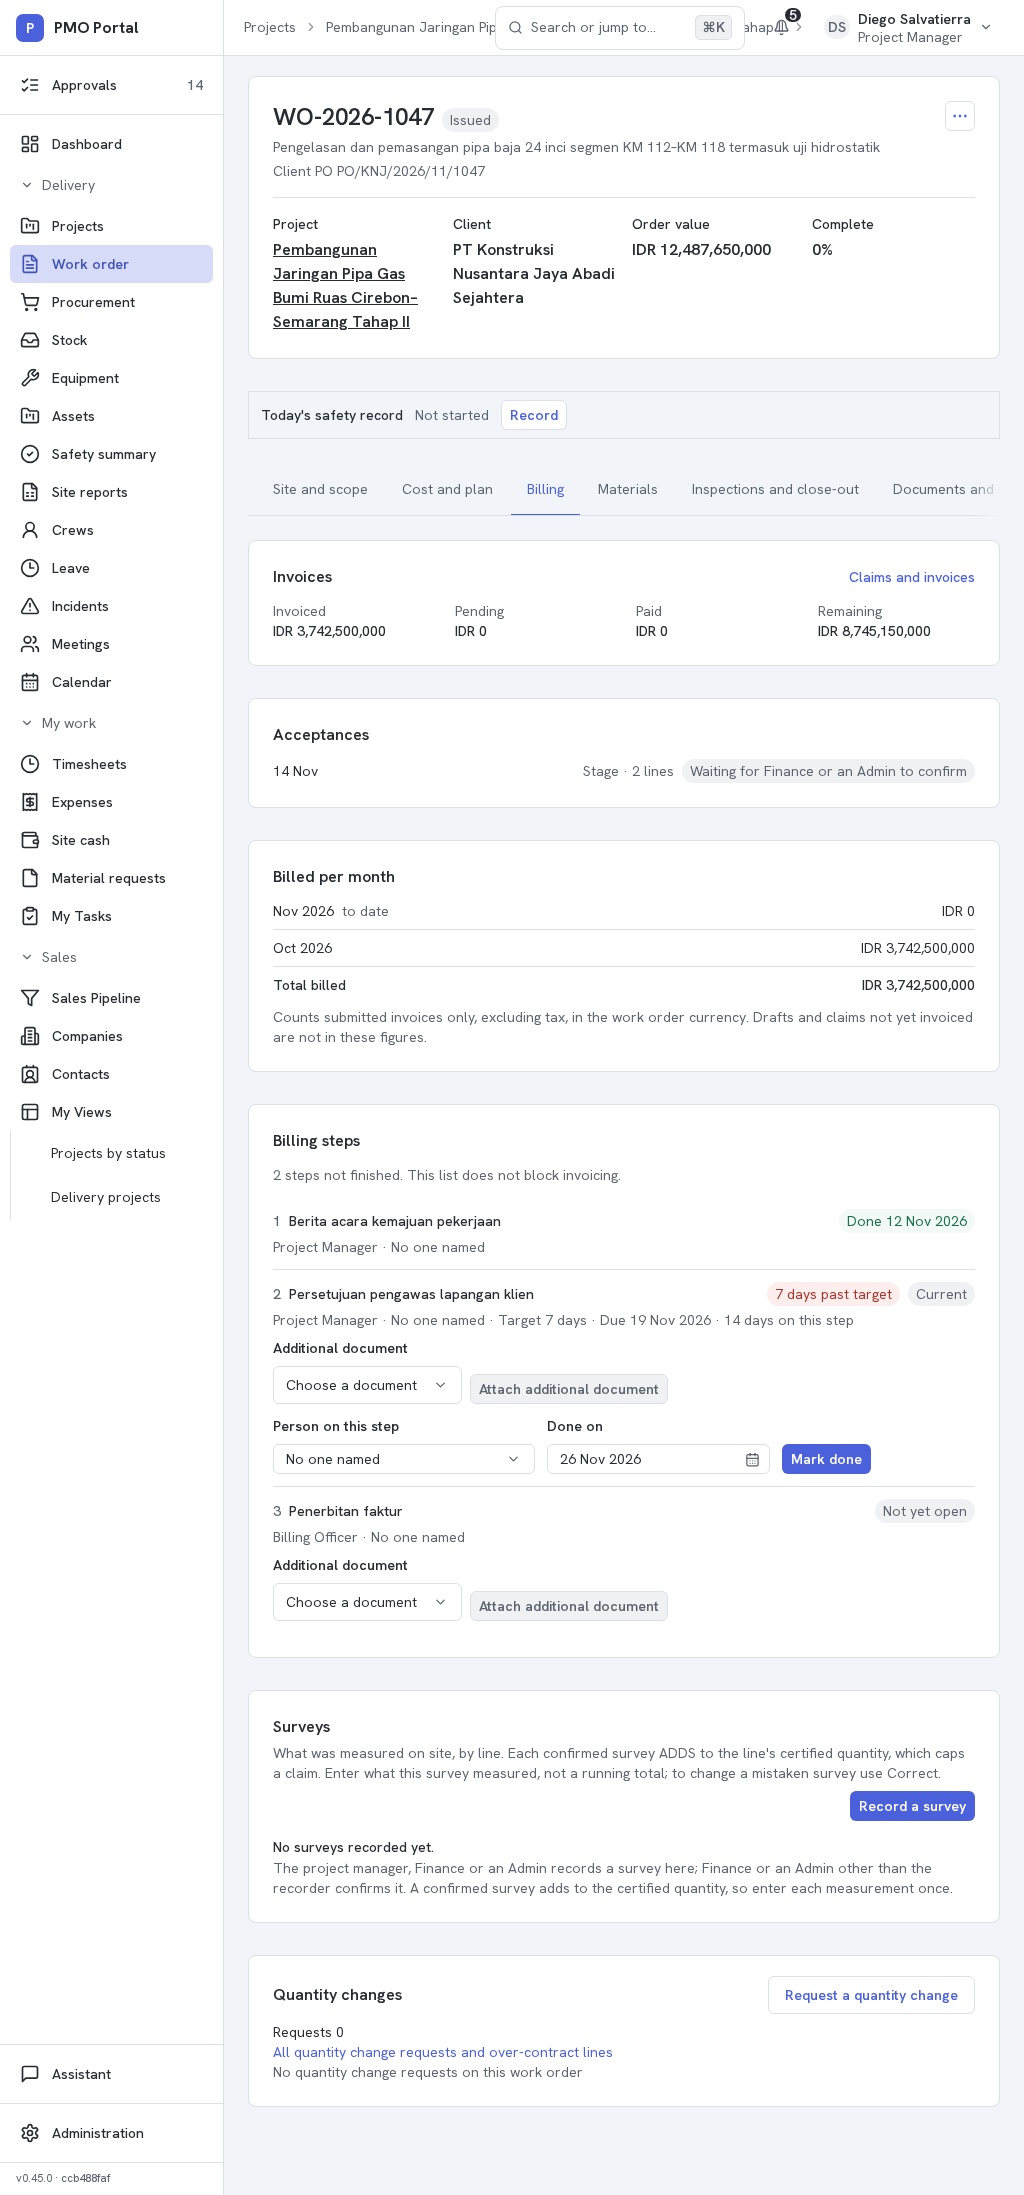 P PMO Portal
Approvals 14
Dashboard
Delivery
Projects
Work order
Procurement
Stock
Equipment
Assets
Safety summary
Site reports
Crews
Leave
Incidents
Meetings
Calendar
My work
Timesheets
Expenses
Site cash
Material requests
My Tasks
Sales
Sales Pipeline
Companies
Contacts
My Views
Projects by status
Delivery projects
Assistant
Administration
v0.45.0 · ccb488faf
Projects > Pembangunan Jaringan Pip
Search or jump to... ⌘K
ahap
5
DS
Diego Salvatierra
Project Manager
WO-2026-1047 Issued
Pengelasan dan pemasangan pipa baja 24 inci segmen KM 112–KM 118 termasuk uji hidrostatik
Client PO PO/KNJ/2026/11/1047
Project Client Order value Complete
Pembangunan PT Konstruksi IDR 12,487,650,000 0%
Jaringan Pipa Gas Nusantara Jaya Abadi
Bumi Ruas Cirebon– Sejahtera
Semarang Tahap II
Today's safety record Not started Record
Site and scope Cost and plan Billing Materials Inspections and close-out Documents and
Invoices Claims and invoices
Invoiced Pending Paid Remaining
IDR 3,742,500,000 IDR 0 IDR 0 IDR 8,745,150,000
Acceptances
14 Nov Stage · 2 lines Waiting for Finance or an Admin to confirm
Billed per month
Nov 2026 to date IDR 0
Oct 2026 IDR 3,742,500,000
Total billed IDR 3,742,500,000
Counts submitted invoices only, excluding tax, in the work order currency. Drafts and claims not yet invoiced
are not in these figures.
Billing steps
2 steps not finished. This list does not block invoicing.
1 Berita acara kemajuan pekerjaan Done 12 Nov 2026
Project Manager · No one named
2 Persetujuan pengawas lapangan klien 7 days past target Current
Project Manager · No one named · Target 7 days · Due 19 Nov 2026 · 14 days on this step
Additional document
Choose a document Attach additional document
Person on this step Done on
No one named 26 Nov 2026 Mark done
3 Penerbitan faktur Not yet open
Billing Officer · No one named
Additional document
Choose a document Attach additional document
Surveys
What was measured on site, by line. Each confirmed survey ADDS to the line's certified quantity, which caps
a claim. Enter what this survey measured, not a running total; to change a mistaken survey use Correct.
Record a survey
No surveys recorded yet.
The project manager, Finance or an Admin records a survey here; Finance or an Admin other than the
recorder confirms it. A confirmed survey adds to the certified quantity, so enter each measurement once.
Quantity changes Request a quantity change
Requests 0
All quantity change requests and over-contract lines
No quantity change requests on this work order